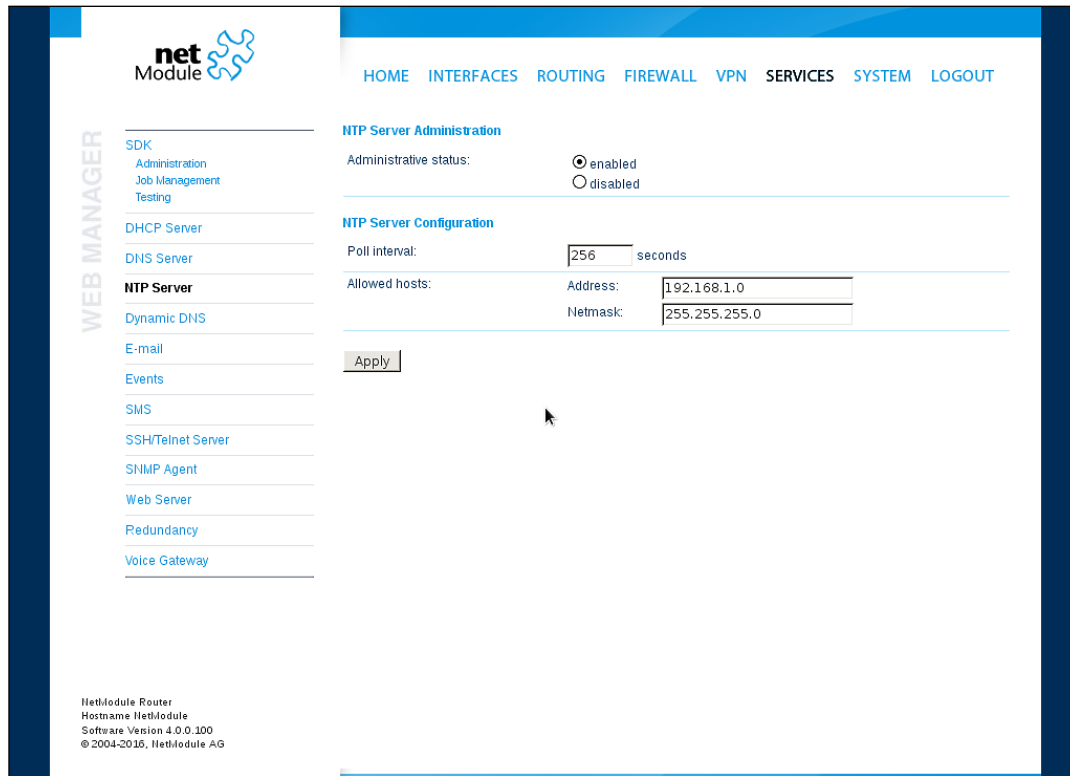 net
Module
HOME INTERFACES ROUTING FIREWALL VPN SERVICES SYSTEM LOGOUT
WEB MANAGER
SDK
Administration
Job Management
Testing
DHCP Server
DNS Server
NTP Server
Dynamic DNS
E-mail
Events
SMS
SSH/Telnet Server
SNMP Agent
Web Server
Redundancy
Voice Gateway
NTP Server Administration
Administrative status: enabled
disabled
NTP Server Configuration
Poll interval: 256 seconds
Allowed hosts: Address: 192.168.1.0
Netmask: 255.255.255.0
Apply
NetModule Router
Hostname NetModule
Software Version 4.0.0.100
© 2004-2016, NetModule AG